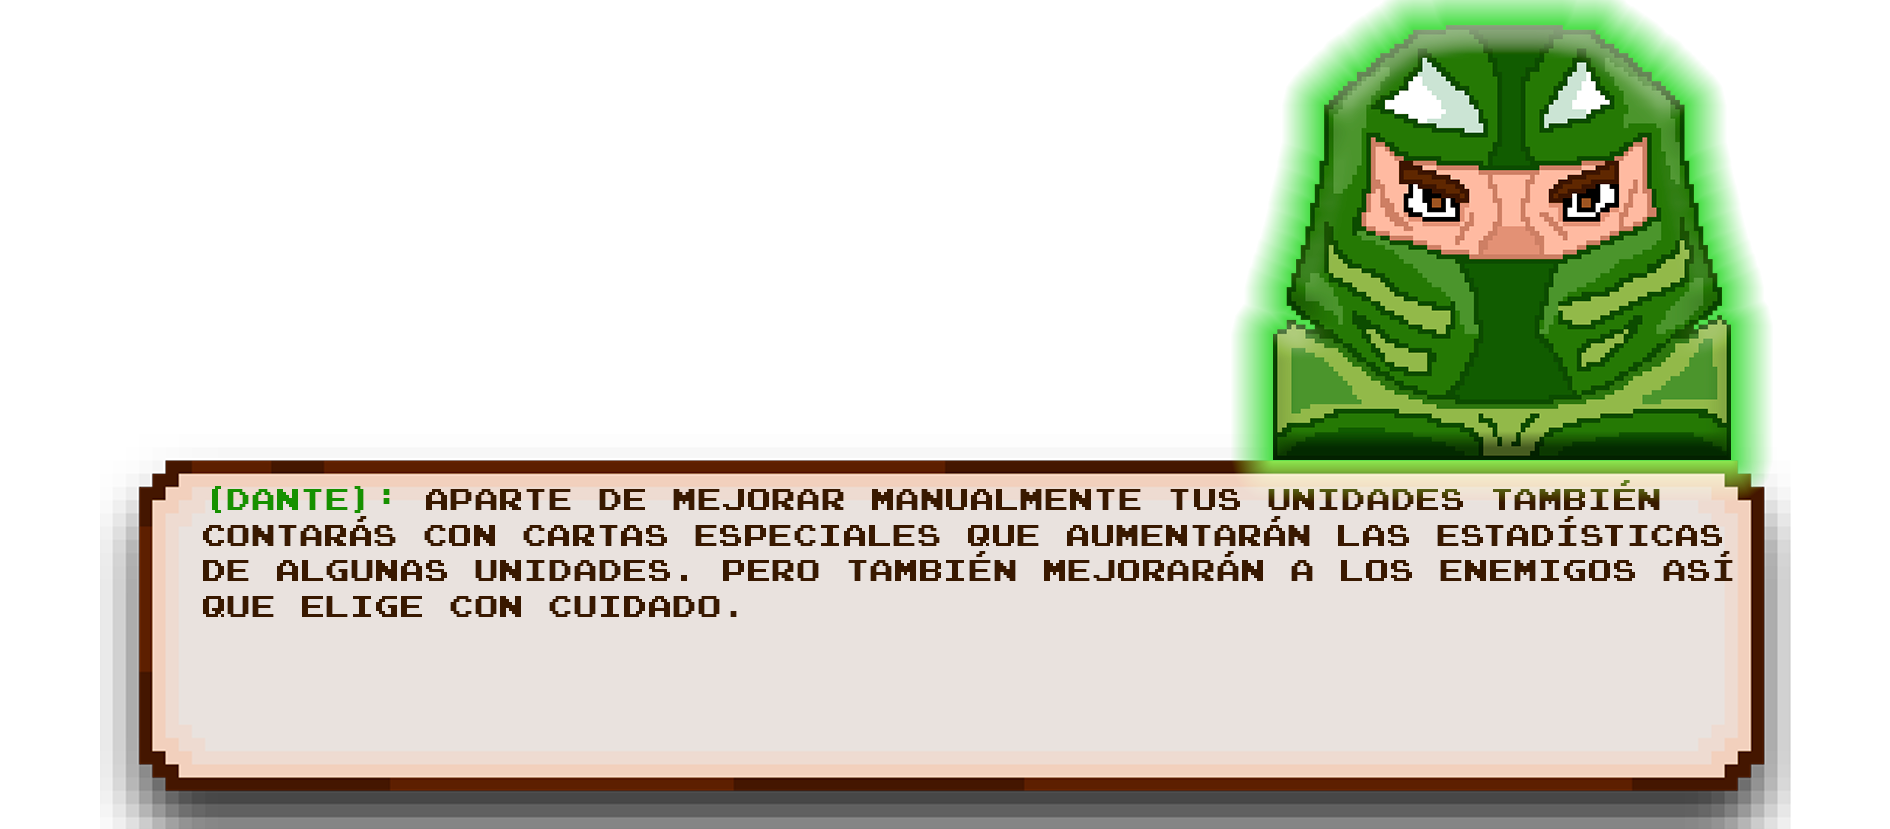 (DANTE): APARTE DE MEJORAR MANUALMENTE TUS UNIDADES TAMBIÉN
CONTARÁS CON CARTAS ESPECIALES QUE AUMENTARÁN LAS ESTADÍSTICAS
DE ALGUNAS UNIDADES. PERO TAMBIÉN MEJORARÁN A LOS ENEMIGOS ASÍ
QUE ELIGE CON CUIDADO.